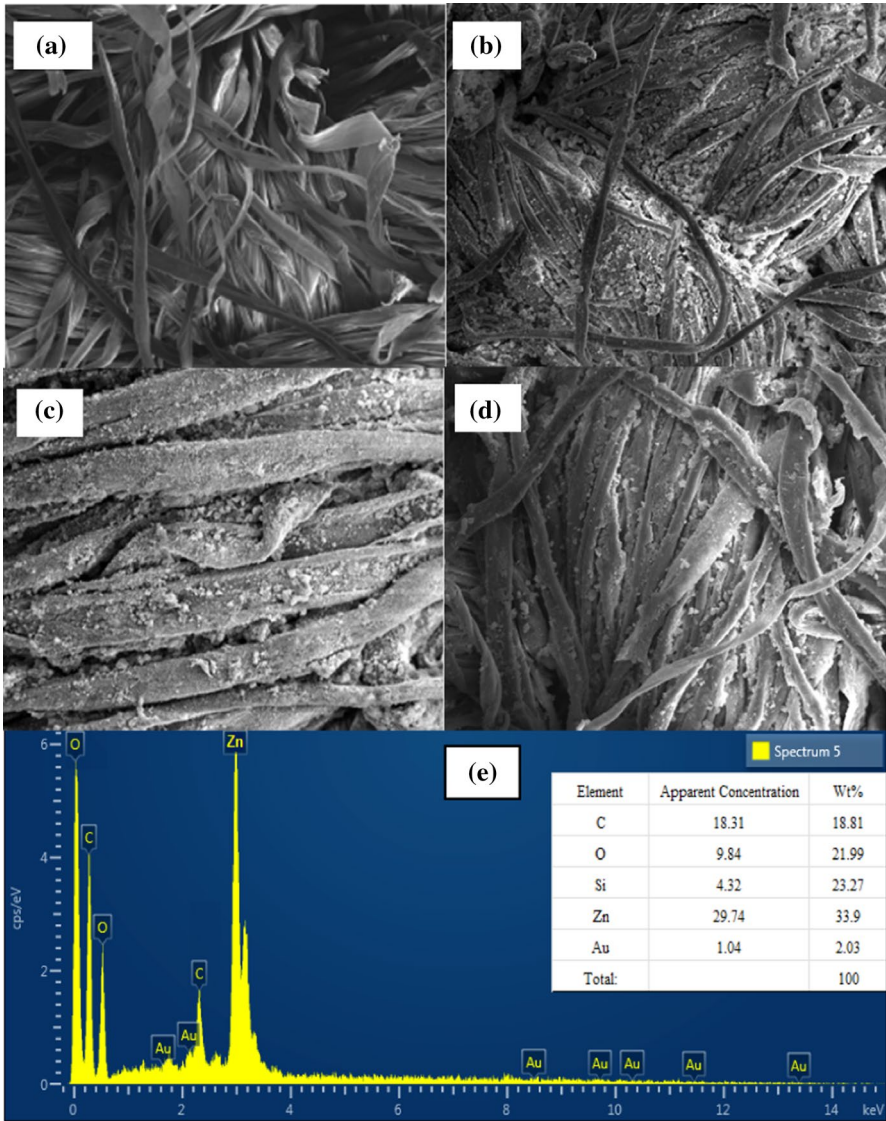 (a)
(b)
(c)
(d)
(e)
Spectrum 5
6
4
2
0
cps/eV
O
C
O
Au
Au
C
Zn
Au
Au
Au
Au
Au
0 2 4 6 8 10 12 14 keV
Element Apparent Concentration Wt%
C 18.31 18.81
O 9.84 21.99
Si 4.32 23.27
Zn 29.74 33.9
Au 1.04 2.03
Total: 100